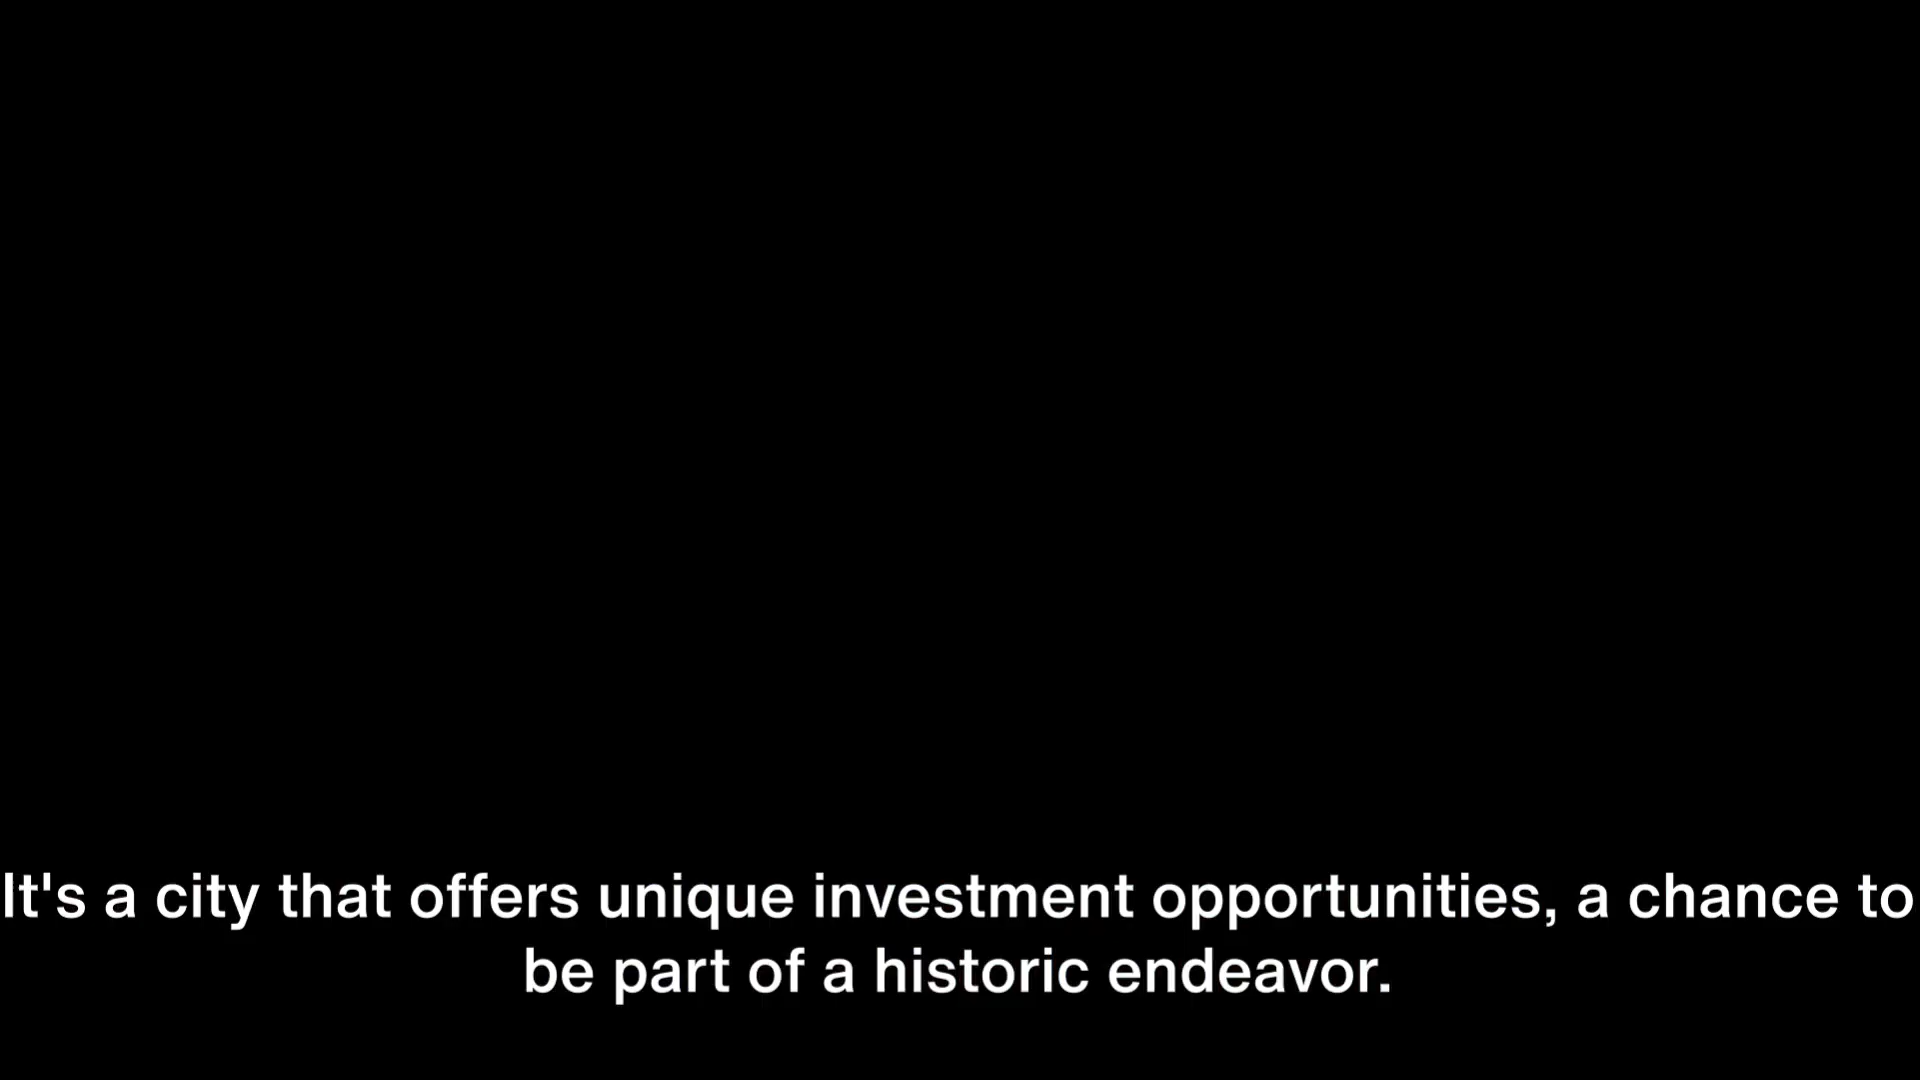 It's a city that offers unique investment opportunities, a chance to
be part of a historic endeavor.